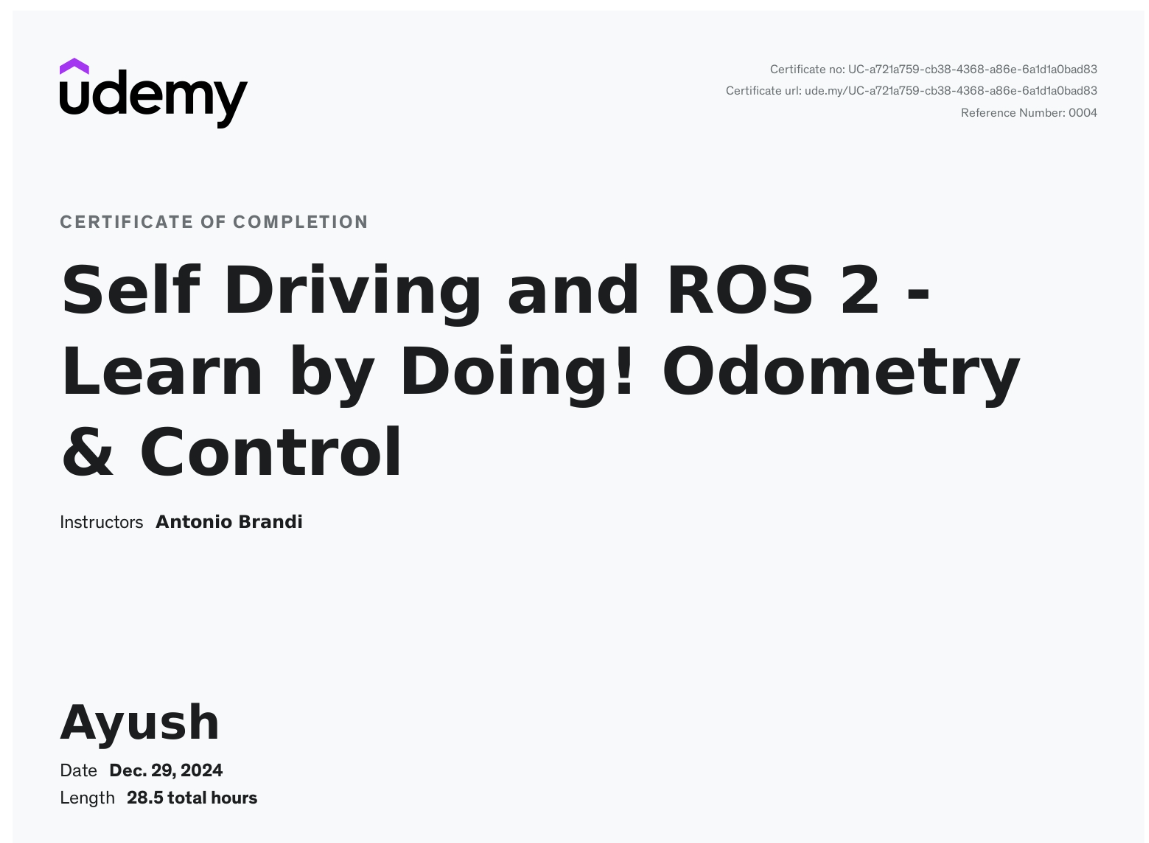 udemy
Certificate no: UC-a721a759-cb38-4368-a86e-6a1d1a0bad83
Certificate url: ude.my/UC-a721a759-cb38-4368-a86e-6a1d1a0bad83
Reference Number: 0004
CERTIFICATE OF COMPLETION
Self Driving and ROS 2 -
Learn by Doing! Odometry
& Control
Instructors Antonio Brandi
Ayush
Date Dec. 29, 2024
Length 28.5 total hours